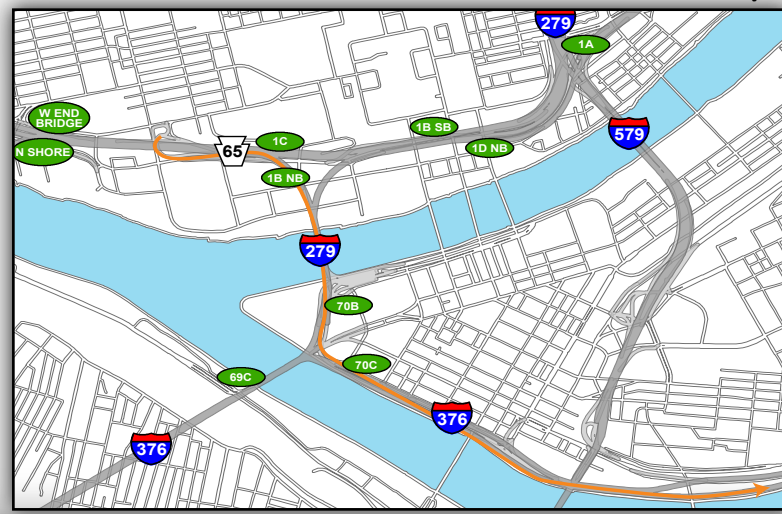 279
1A
W END
BRIDGE
1B SB
579
1C
65
1D NB
N SHORE
1B NB
279
70B
70C
69C
376
376